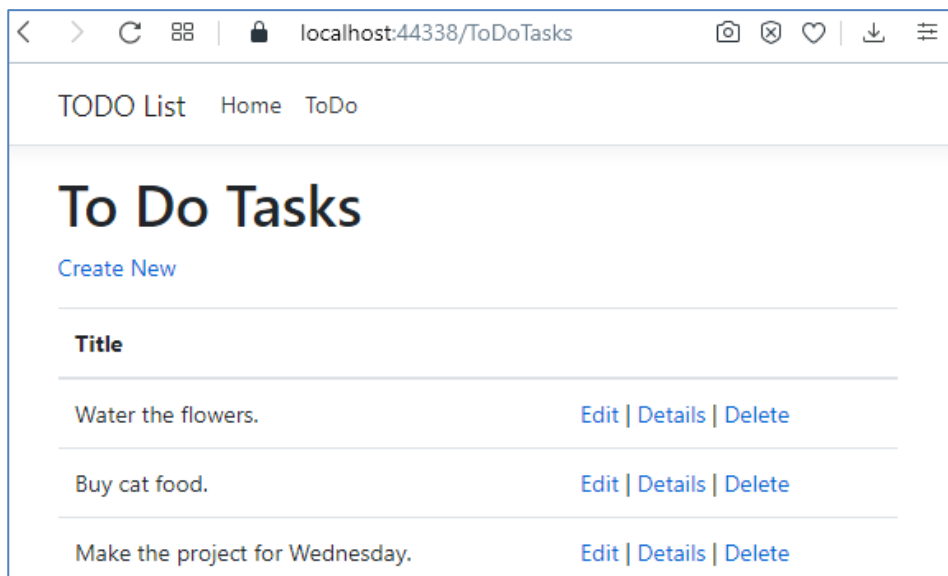 localhost:44338/ToDoTasks
TODO List Home ToDo
To Do Tasks
Create New
Title
Water the flowers. Edit | Details | Delete
Buy cat food. Edit | Details | Delete
Make the project for Wednesday. Edit | Details | Delete